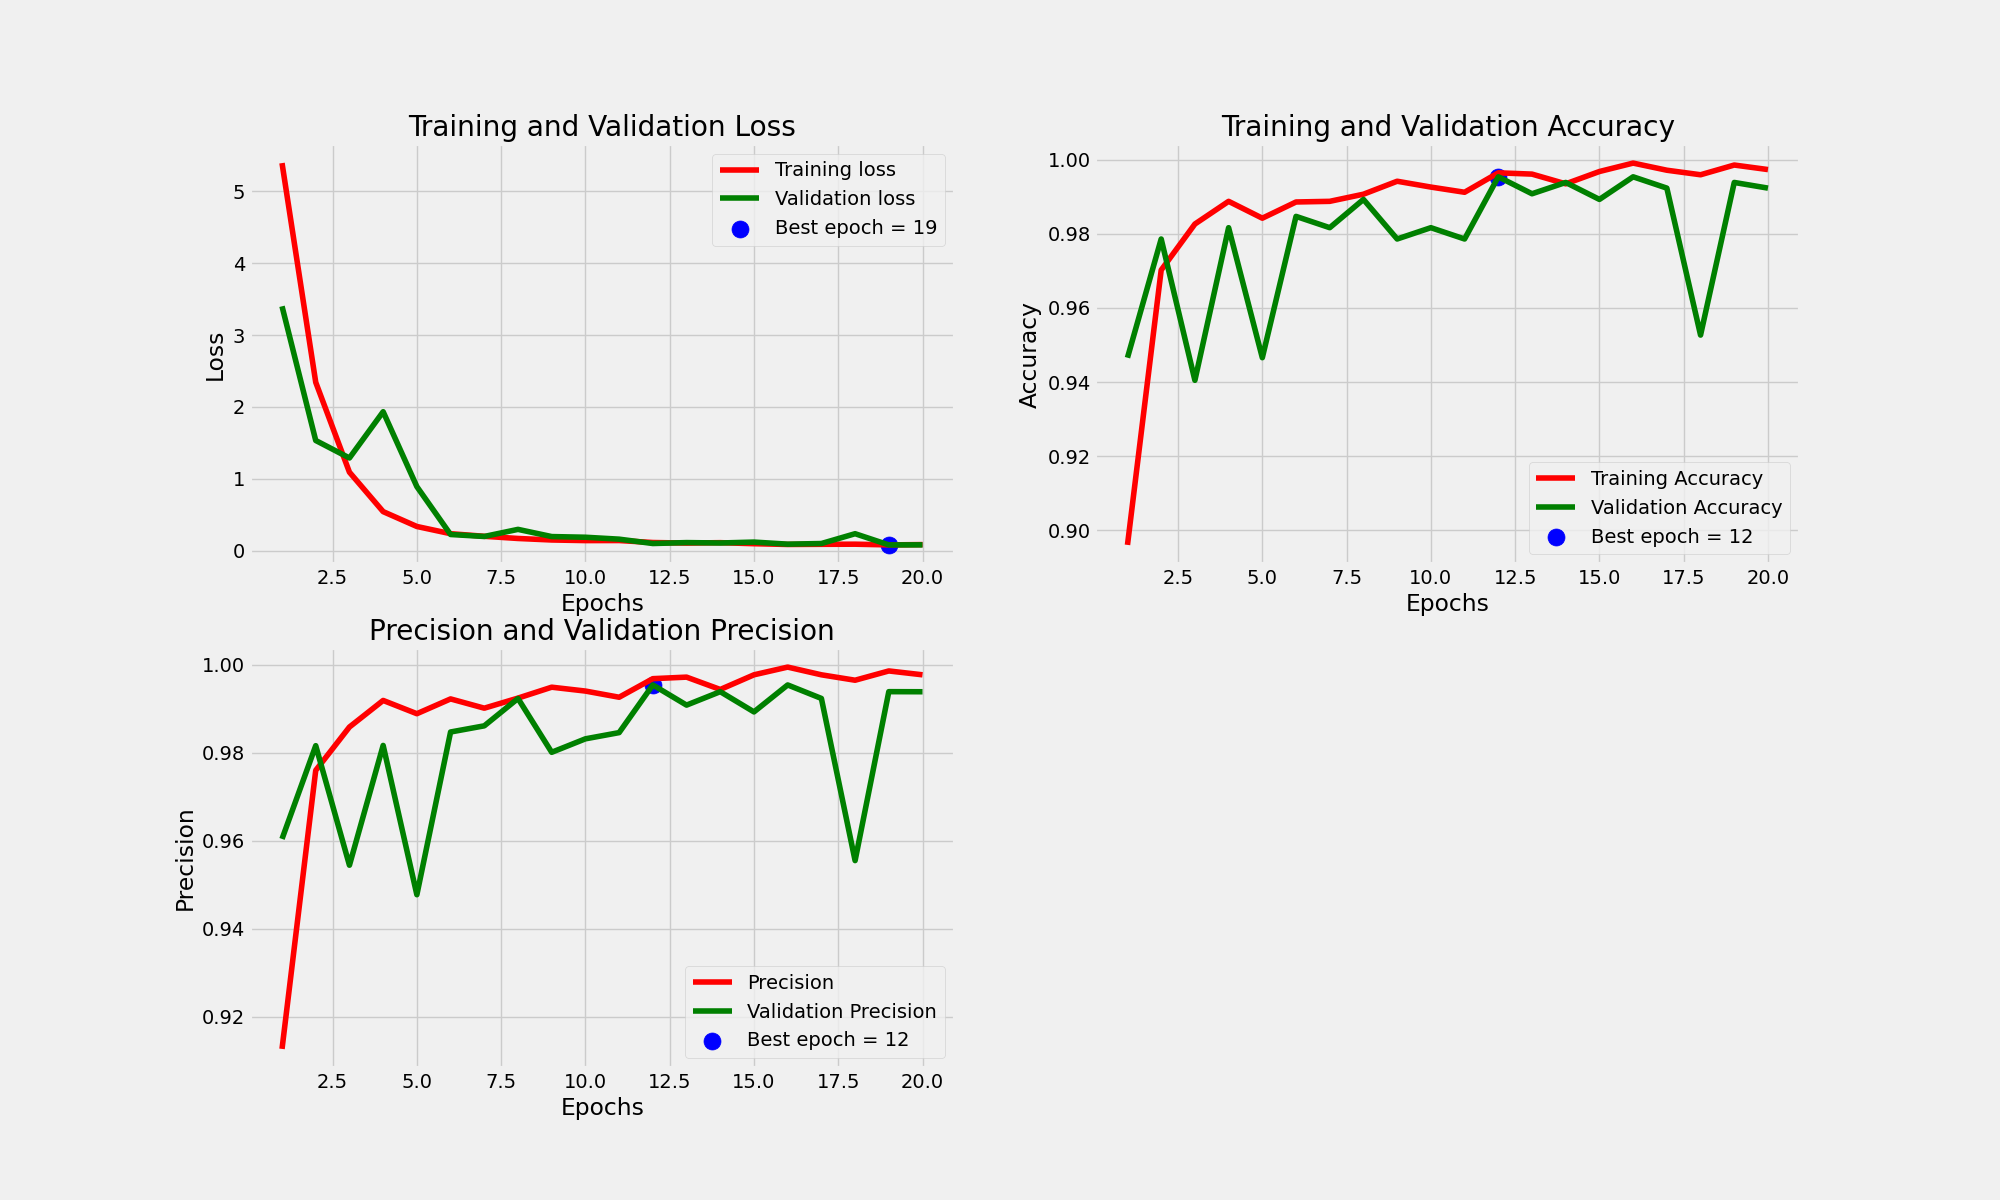 Training and Validation Loss
5
4
3
2
1
0
Loss
Training loss
Validation loss
Best epoch = 19
2.5 5.0 7.5 10.0 12.5 15.0 17.5 20.0
Epochs
Training and Validation Accuracy
1.00
0.98
0.96
0.94
0.92
0.90
Accuracy
Training Accuracy
Validation Accuracy
Best epoch = 12
2.5 5.0 7.5 10.0 12.5 15.0 17.5 20.0
Epochs
Precision and Validation Precision
1.00
0.98
0.96
0.94
0.92
Precision
Precision
Validation Precision
Best epoch = 12
2.5 5.0 7.5 10.0 12.5 15.0 17.5 20.0
Epochs